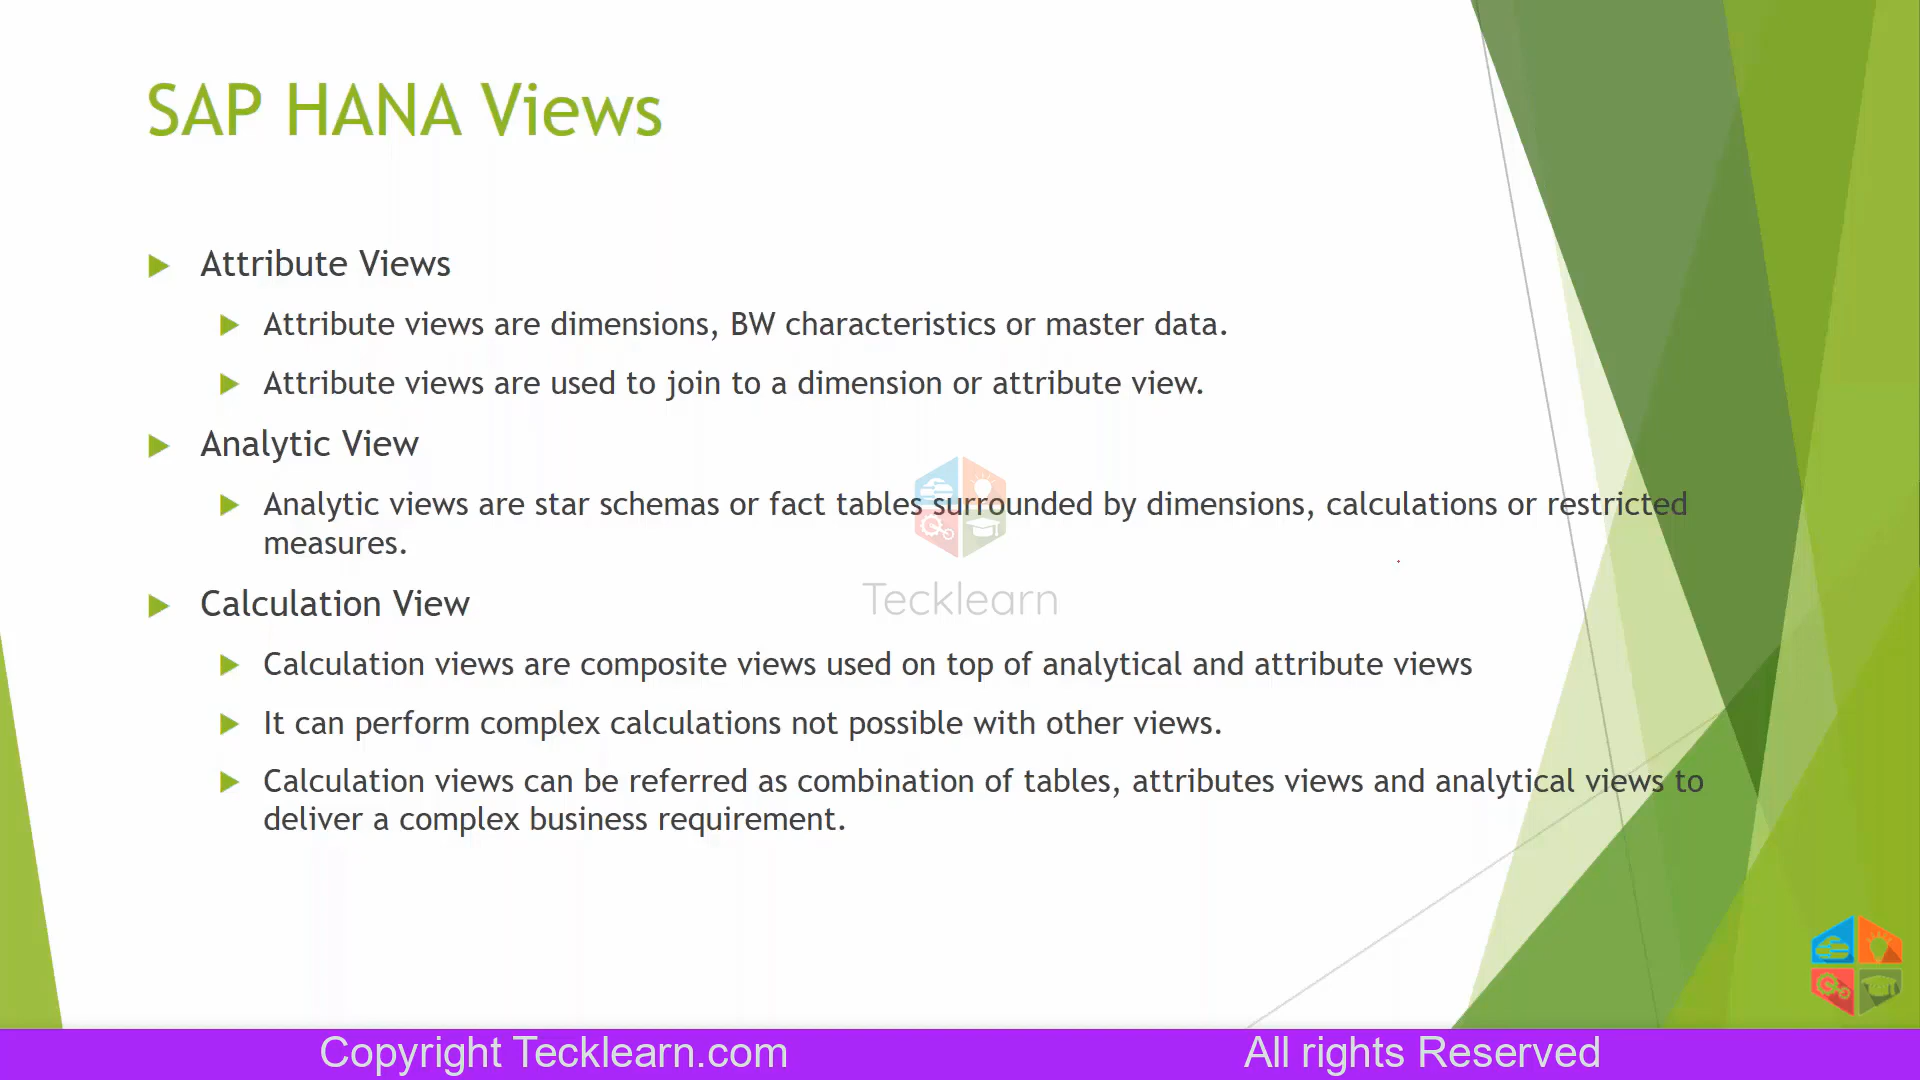 SAP HANA Views
Attribute Views
Attribute views are dimensions, BW characteristics or master data.
Attribute views are used to join to a dimension or attribute view.
Analytic View
Analytic views are star schemas or fact tables surrounded by dimensions, calculations or restricted
measures.
Tecklearn
Calculation View
Calculation views are composite views used on top of analytical and attribute views
It can perform complex calculations not possible with other views.
Calculation views can be referred as combination of tables, attributes views and analytical views to
deliver a complex business requirement.
Copyright Tecklearn.com
All rights Reserved